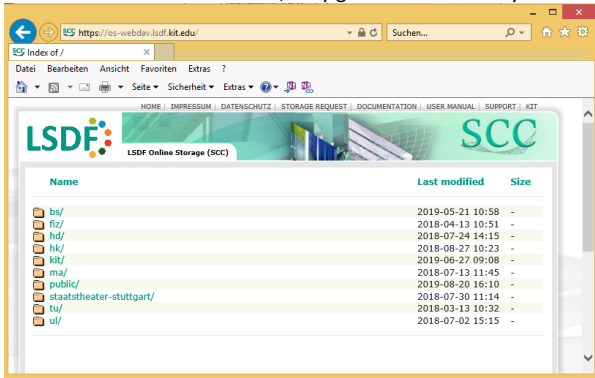 https://os-webdav.lsdf.kit.edu/
Suchen...
SCC Index of /
Datei Bearbeiten Ansicht Favoriten Extras ?
Seite Sicherheit Extras
HOME | IMPRESSUM | DATENSCHUTZ | STORAGE REQUEST | DOCUMENTATION | USER MANUAL | SUPPORT | KIT
LSDF
LSDF Online Storage (SCC)
SCC
Name Last modified Size
bs/ 2019-05-21 10:58 -
fiz/ 2018-04-13 10:51 -
hd/ 2018-07-24 14:15 -
hk/ 2018-08-27 10:23 -
kit/ 2019-06-27 09:08 -
ma/ 2018-07-13 11:45 -
public/ 2019-08-20 16:10 -
staatstheater-stuttgart/ 2018-07-30 11:14 -
tu/ 2018-03-13 10:32 -
ul/ 2018-07-02 15:15 -